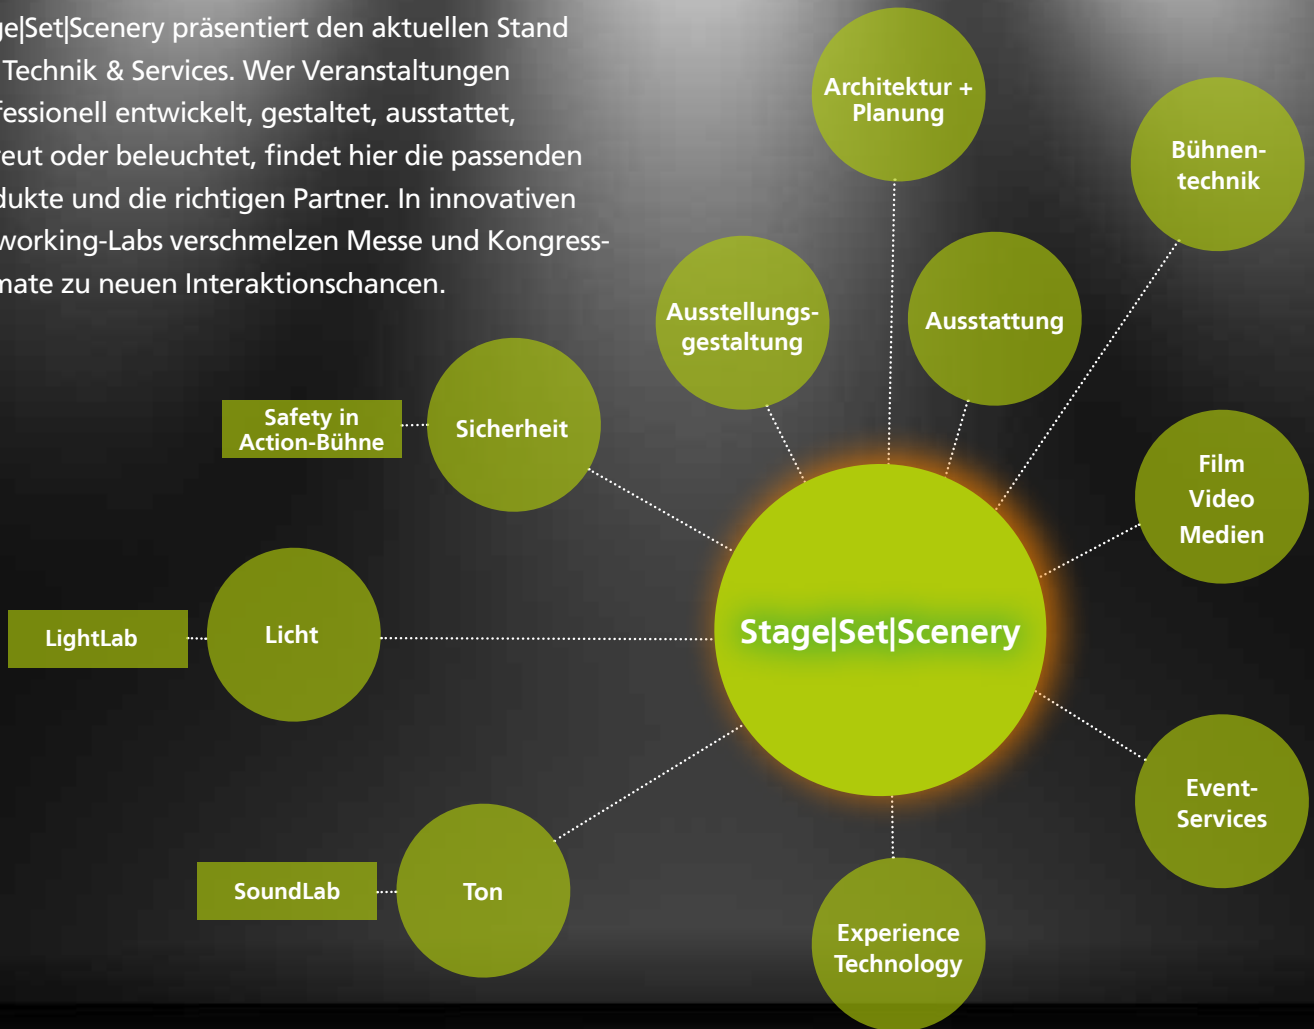 ge|Set|Scenery präsentiert den aktuellen Stand
Technik & Services. Wer Veranstaltungen
fessionell entwickelt, gestaltet, ausstattet,
reut oder beleuchtet, findet hier die passenden
dukte und die richtigen Partner. In innovativen
working-Labs verschmelzen Messe und Kongress-
mate zu neuen Interaktionschancen.
Architektur +
Planung
Bühnen-
technik
Ausstellungs-
gestaltung
Ausstattung
Safety in
Action-Bühne
Sicherheit
Film
Video
Medien
LightLab
Licht
Stage|Set|Scenery
Event-
Services
SoundLab
Ton
Experience
Technology